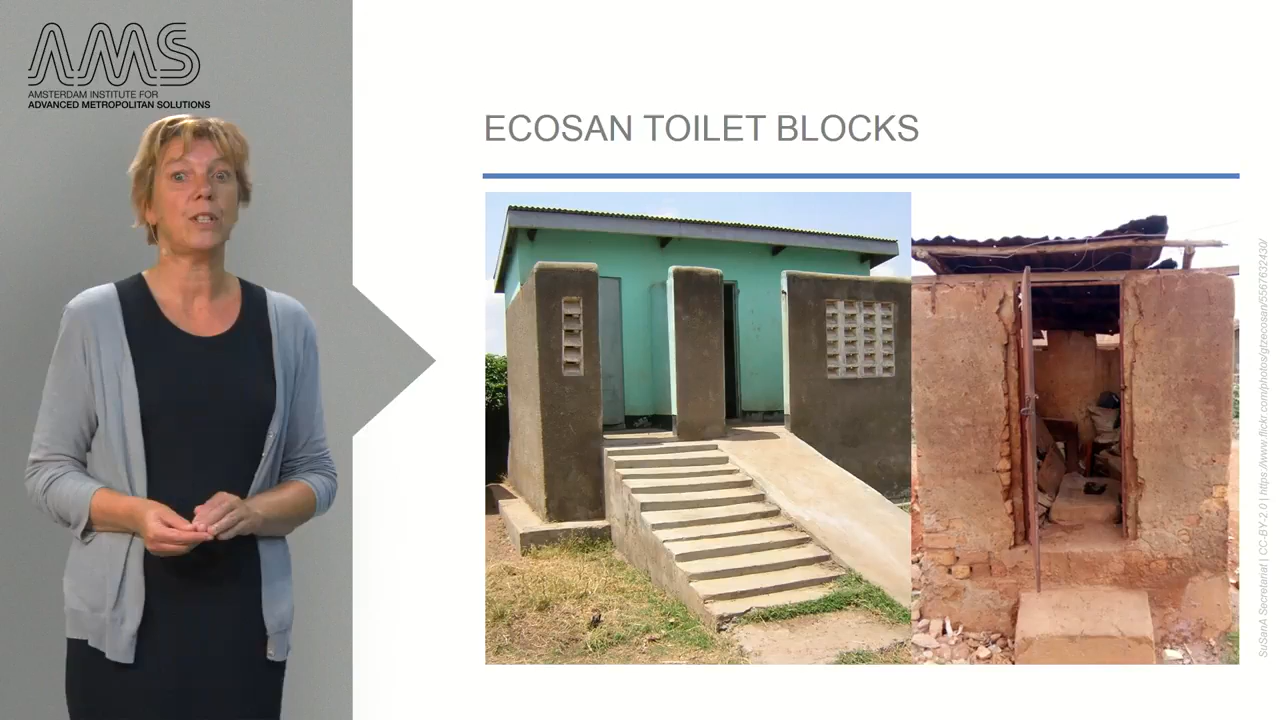 AMS
AMSTERDAM INSTITUTE FOR
ADVANCED METROPOLITAN SOLUTIONS
ECOSAN TOILET BLOCKS
SuSanA Secretariat | CC-BY-2.0 | https://www.flickr.com/photos/gtzecosan/5567632430/